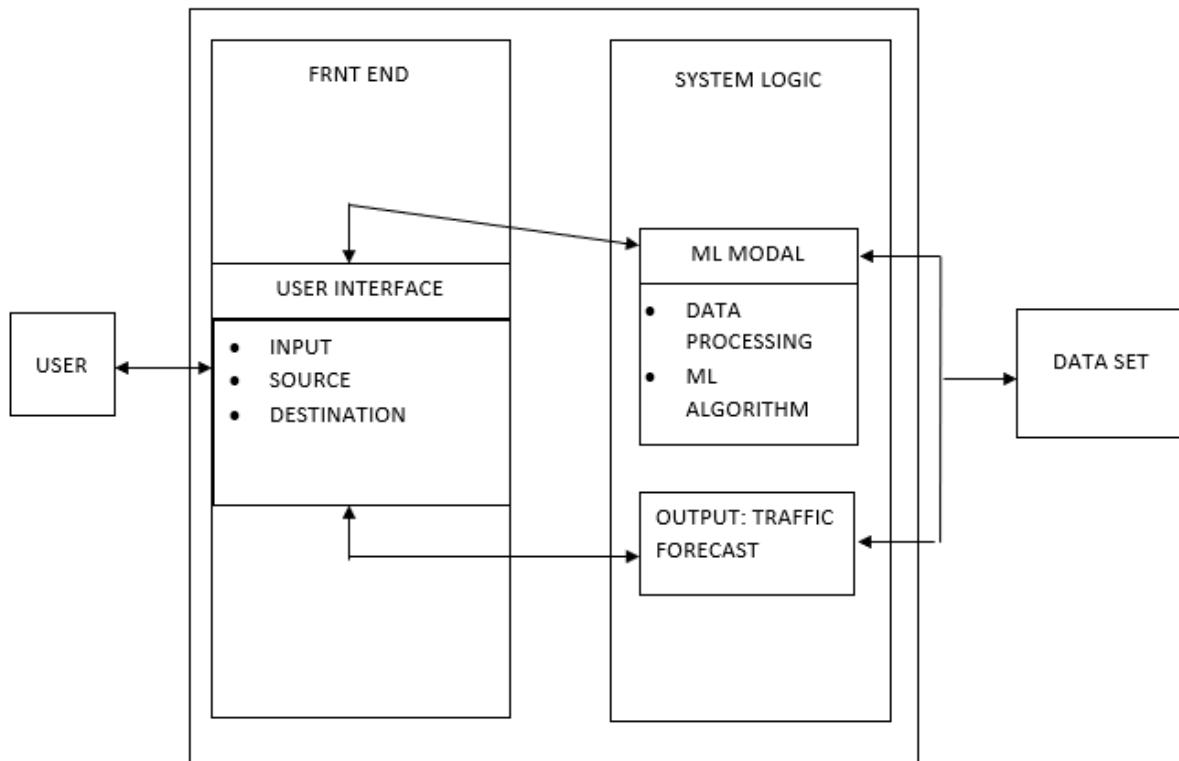 FRNT END
SYSTEM LOGIC
USER INTERFACE
ML MODAL
USER
• INPUT
• SOURCE
• DESTINATION
• DATA
PROCESSING
• ML
ALGORITHM
DATA SET
OUTPUT: TRAFFIC
FORECAST